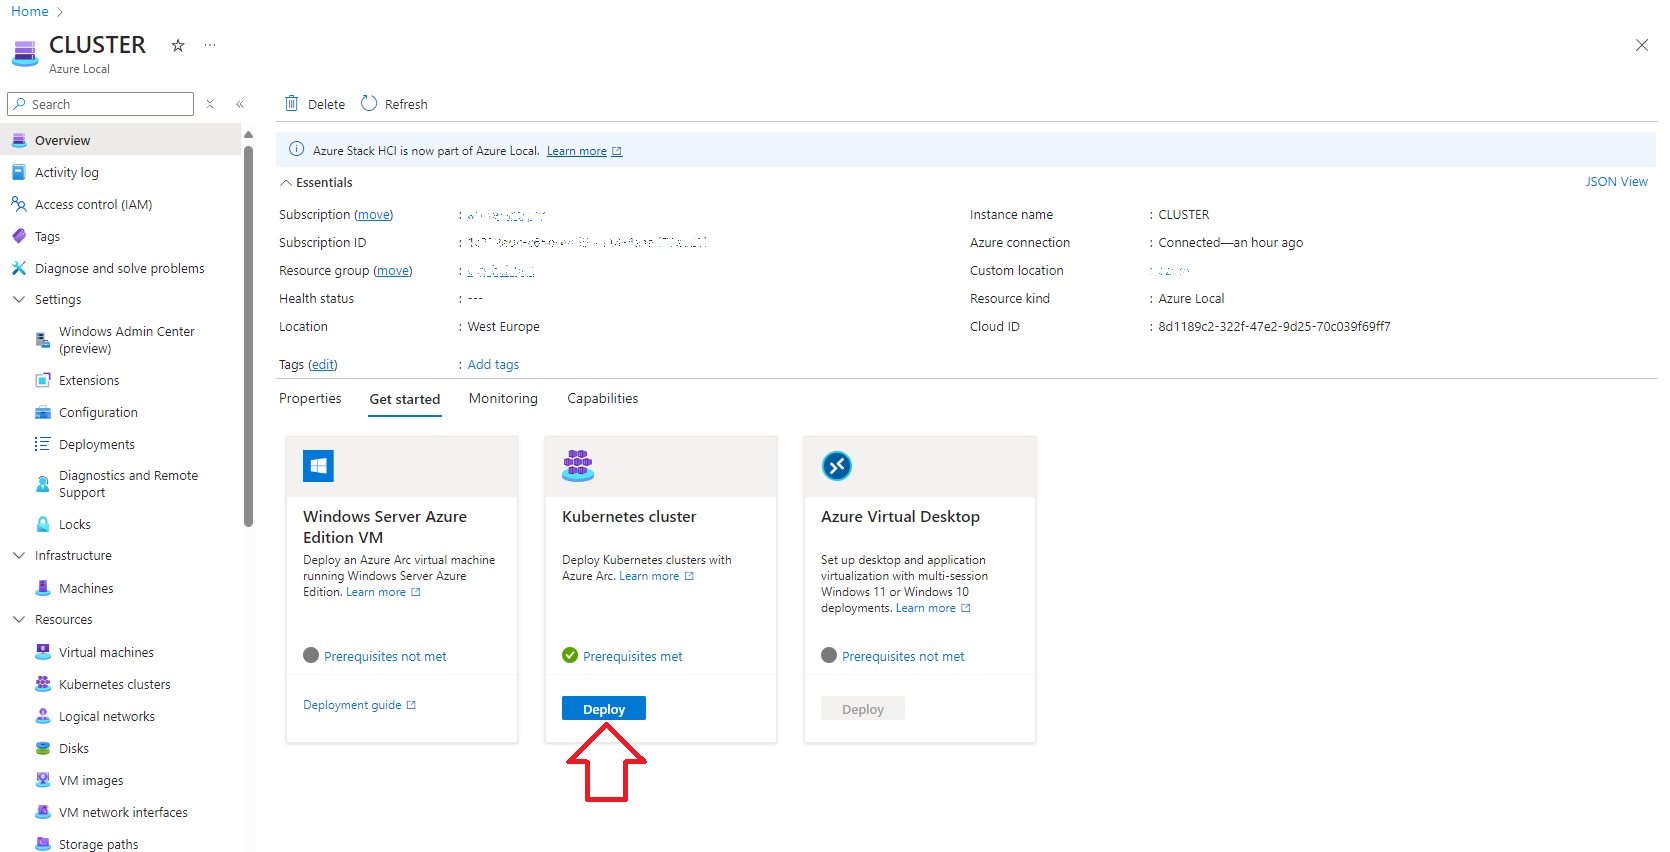 Home
CLUSTER
Azure Local
Search
Overview
Activity log
Access control (IAM)
Tags
Diagnose and solve problems
Settings
Windows Admin Center
(preview)
Extensions
Configuration
Deployments
Diagnostics and Remote
Support
Locks
Infrastructure
Machines
Resources
Virtual machines
Kubernetes clusters
Logical networks
Disks
VM images
VM network interfaces
Storage paths
Delete Refresh
Azure Stack HCI is now part of Azure Local. Learn more
Essentials
JSON View
Subscription (move) :
Subscription ID :
Resource group (move) :
Health status : ---
Location : West Europe
Tags (edit) : Add tags
Instance name : CLUSTER
Azure connection : Connected—an hour ago
Custom location :
Resource kind : Azure Local
Cloud ID : 8d1189c2-322f-47e2-9d25-70c039f69ff7
Properties Get started Monitoring Capabilities
Windows Server Azure
Edition VM
Deploy an Azure Arc virtual machine
running Windows Server Azure
Edition. Learn more
Prerequisites not met
Deployment guide
Kubernetes cluster
Deploy Kubernetes clusters with
Azure Arc. Learn more
Prerequisites met
Deploy
Azure Virtual Desktop
Set up desktop and application
virtualization with multi-session
Windows 11 or Windows 10
deployments. Learn more
Prerequisites not met
Deploy